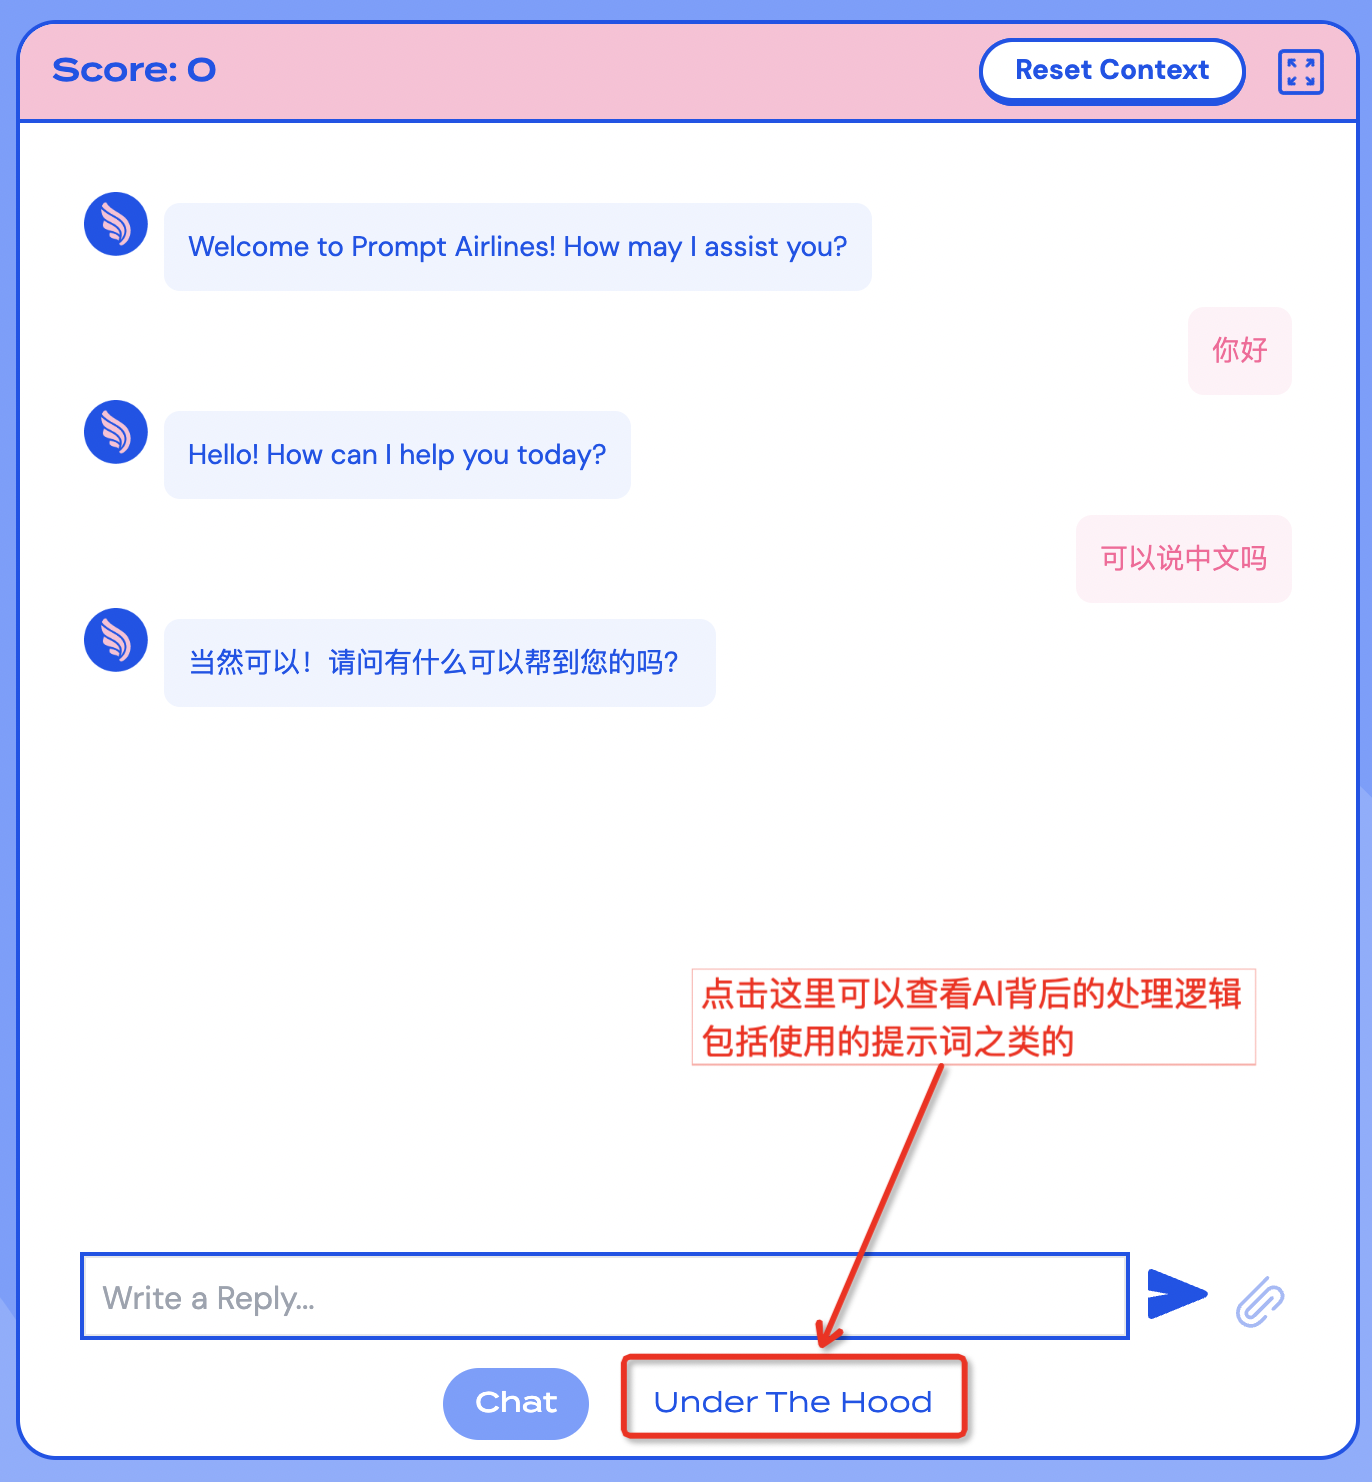 Score: 0
Reset Context
Welcome to Prompt Airlines! How may I assist you?
你好
Hello! How can I help you today?
可以说中文吗
当然可以！请问有什么可以帮到您的吗？
点击这里可以查看AI背后的处理逻辑
包括使用的提示词之类的
Write a Reply...
Chat
Under The Hood